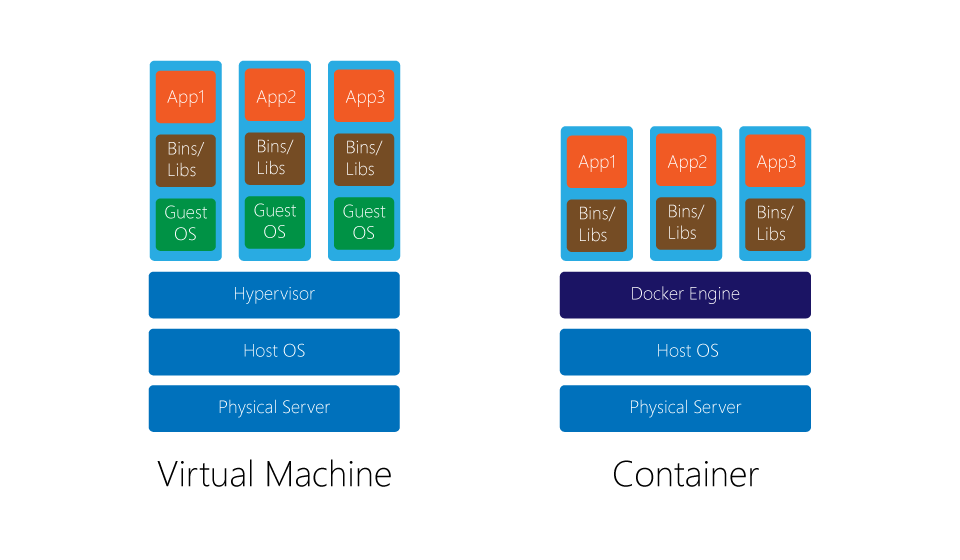 App1
App2
App3
Bins/
Libs
Bins/
Libs
Bins/
Libs
Guest
OS
Guest
OS
Guest
OS
Hypervisor
Host OS
Physical Server
Virtual Machine
App1
App2
App3
Bins/
Libs
Bins/
Libs
Bins/
Libs
Docker Engine
Host OS
Physical Server
Container